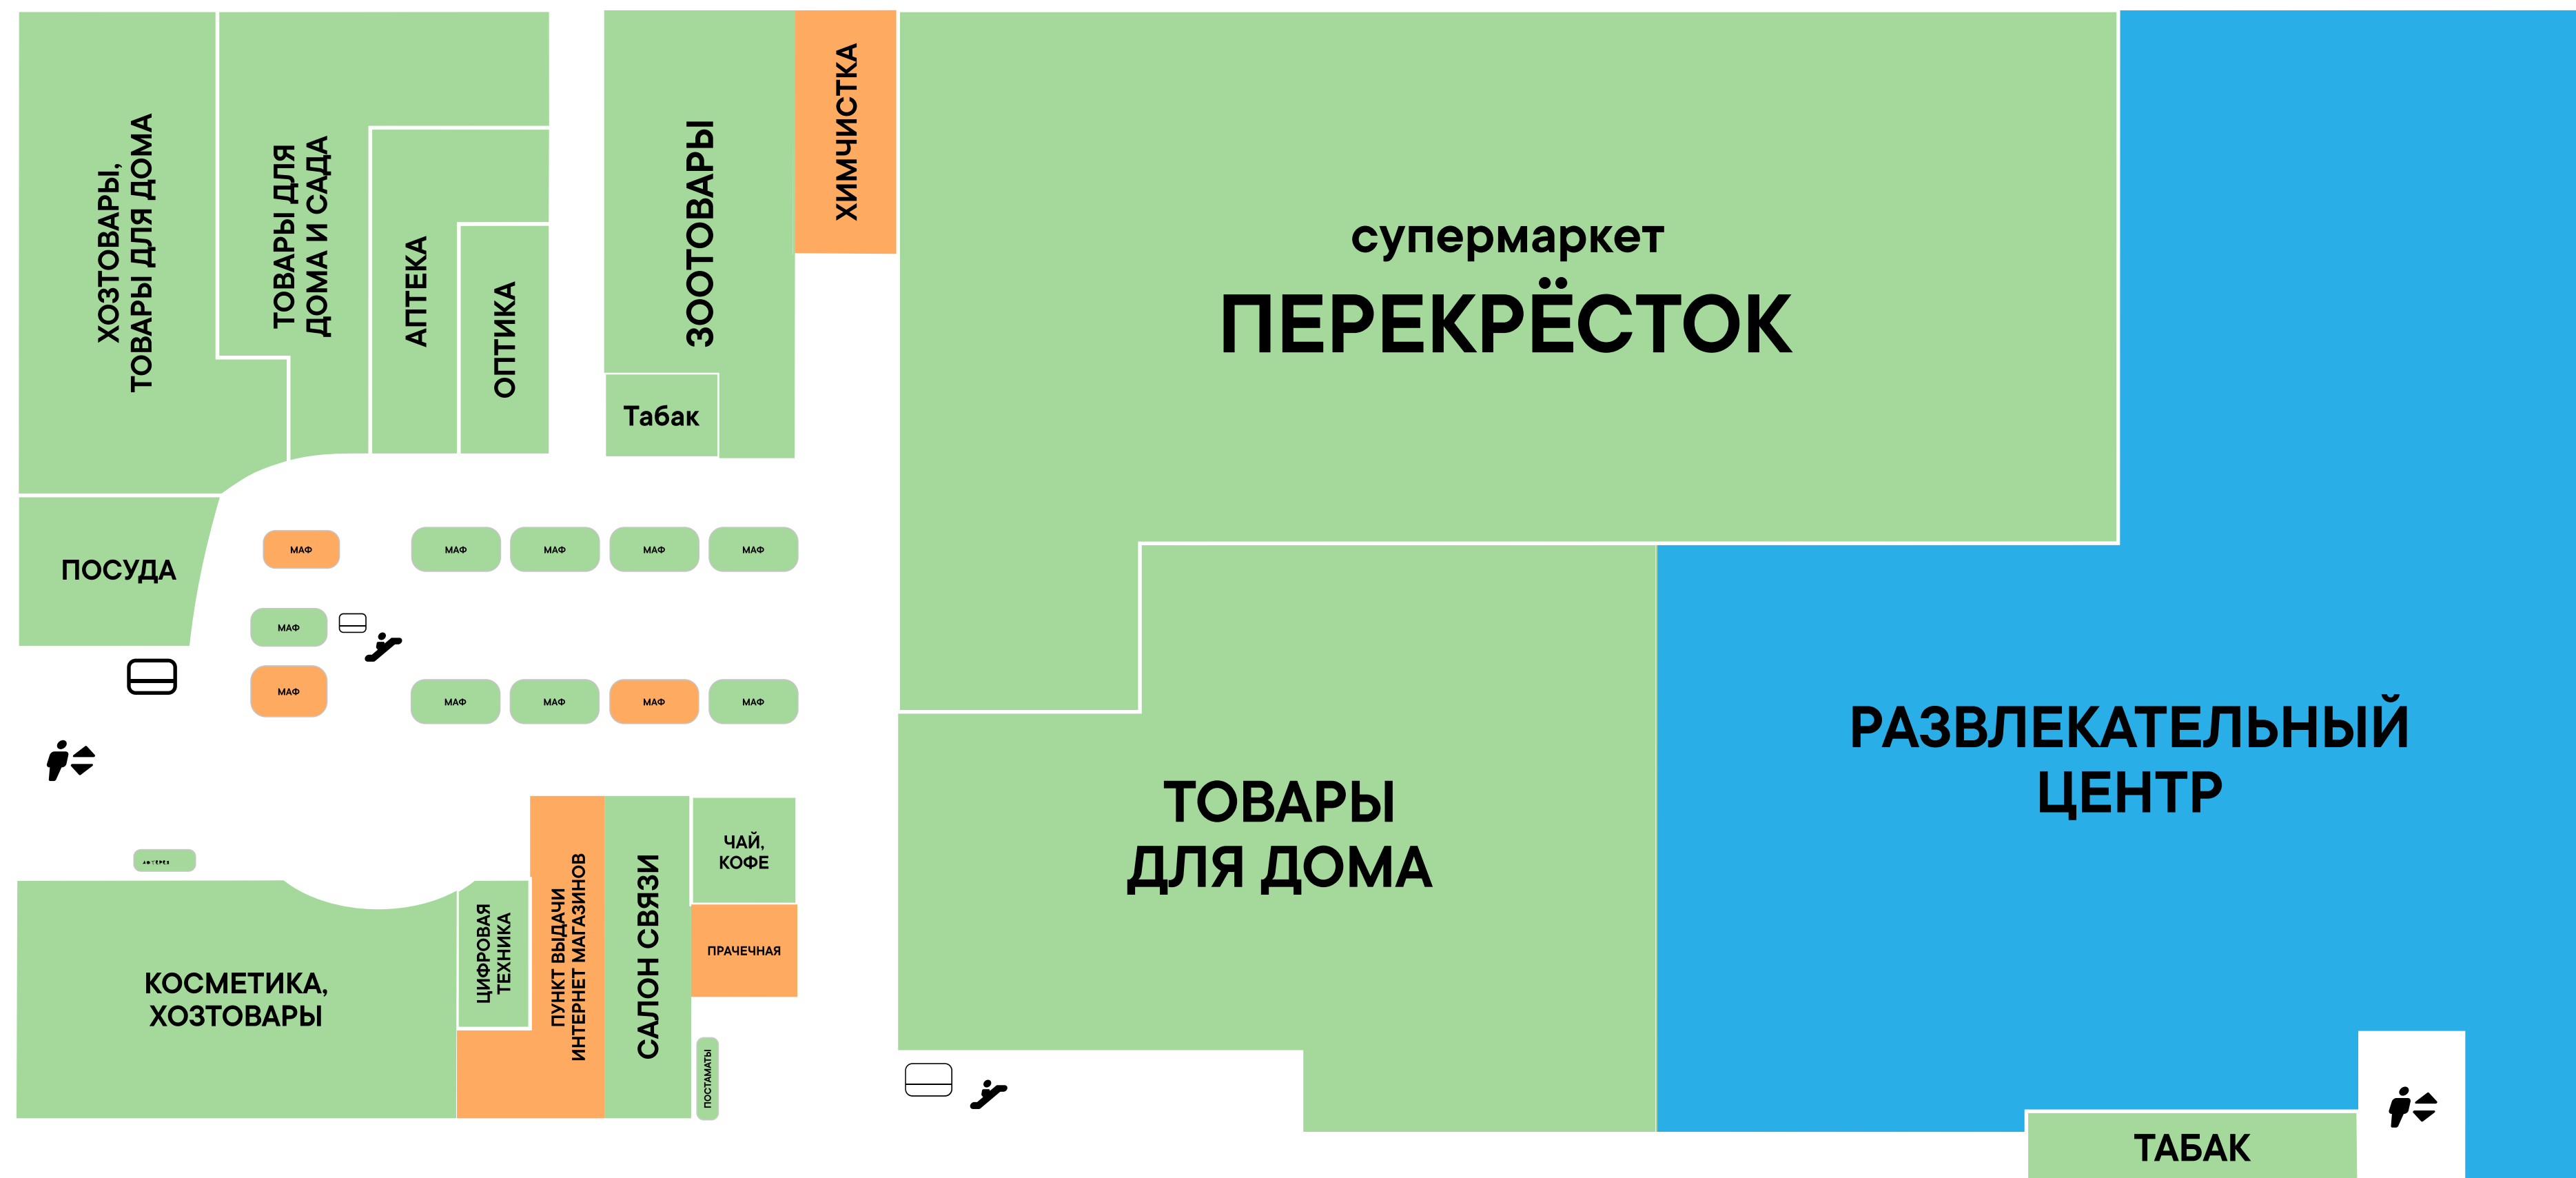 ХОЗТОВАРЫ,
ТОВАРЫ ДЛЯ ДОМА
ТОВАРЫ ДЛЯ
ДОМА И САДА
АПТЕКА
ОПТИКА
ЗООТОВАРЫ
Табак
ХИМЧИСТКА
супермаркет
ПЕРЕКРЁСТОК
ПОСУДА
МАФ
МАФ
МАФ
МАФ
МАФ
МАФ
МАФ
МАФ
МАФ
МАФ
МАФ
КОСМЕТИКА,
ХОЗТОВАРЫ
ЦИФРОВАЯ
ТЕХНИКА
ПУНКТ ВЫДАЧИ
ИНТЕРНЕТ МАГАЗИНОВ
САЛОН СВЯЗИ
ЧАЙ,
КОФЕ
ПРАЧЕЧНАЯ
ПОСТАМАТЫ
ТОВАРЫ
ДЛЯ ДОМА
РАЗВЛЕКАТЕЛЬНЫЙ
ЦЕНТР
ТАБАК